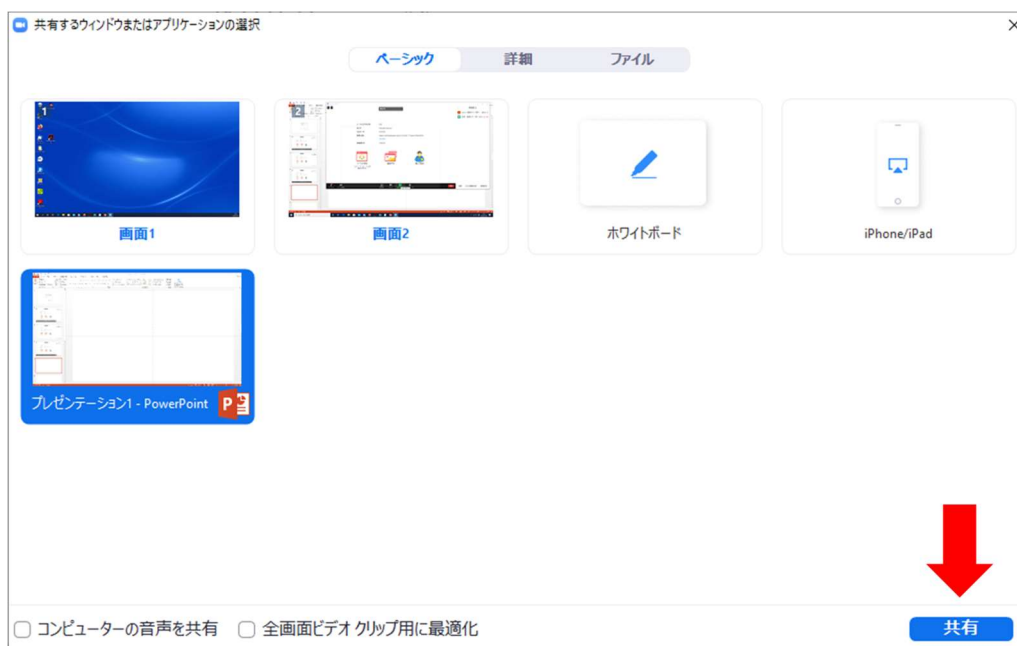 共有するウィンドウまたはアプリケーションの選択
ベーシック 詳細 ファイル
1
2
画面1 画面2 ホワイトボード iPhone/iPad
プレゼンテーション1 - PowerPoint
P
コンピューターの音声を共有 全画面ビデオ クリップ用に最適化 共有